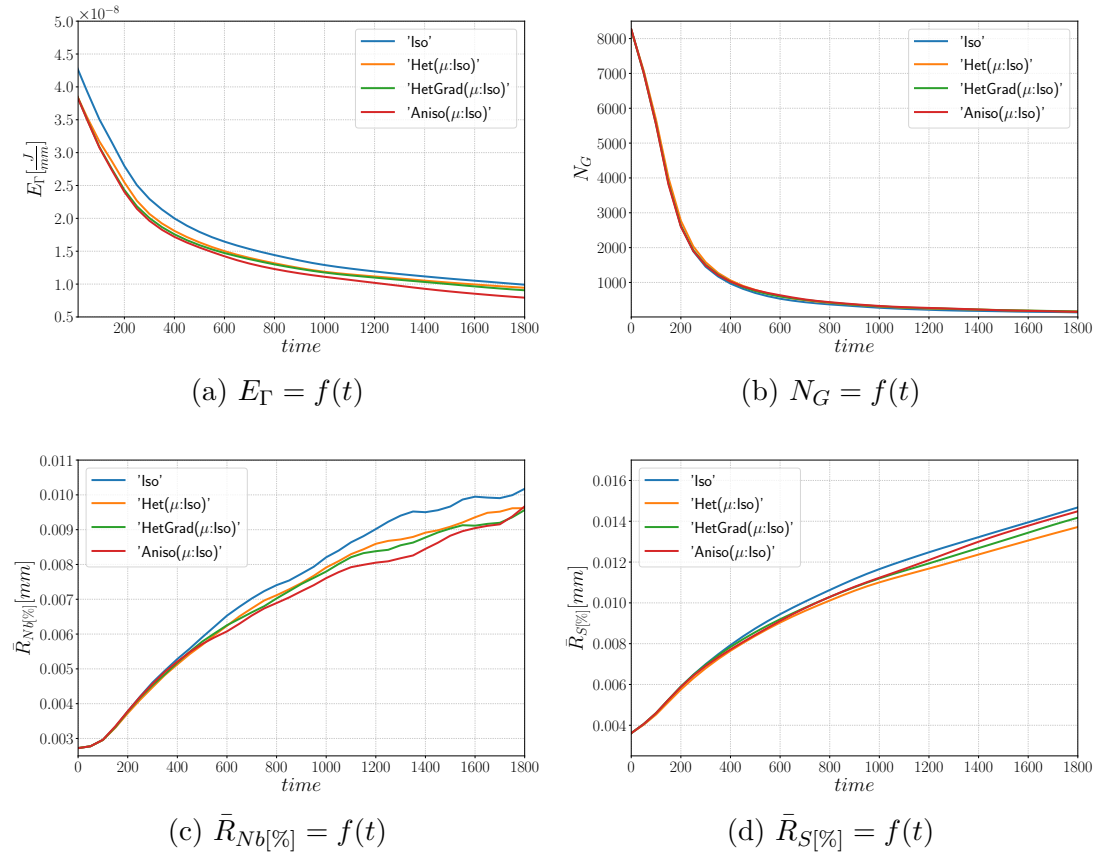 ×10⁻⁸
5.0
4.5
4.0
3.5
3.0
2.5
2.0
1.5
1.0
0.5
E_Γ[J/mm]
200 400 600 800 1000 1200 1400 1600 1800
time
'Iso'
'Het(μ:Iso)'
'HetGrad(μ:Iso)'
'Aniso(μ:Iso)'
(a) E_Γ = f(t)
8000
7000
6000
5000
4000
3000
2000
1000
N_G
0 200 400 600 800 1000 1200 1400 1600 1800
time
'Iso'
'Het(μ:Iso)'
'HetGrad(μ:Iso)'
'Aniso(μ:Iso)'
(b) N_G = f(t)
0.011
0.010
0.009
0.008
0.007
0.006
0.005
0.004
0.003
R̄_Nb[%][mm]
0 200 400 600 800 1000 1200 1400 1600 1800
time
'Iso'
'Het(μ:Iso)'
'HetGrad(μ:Iso)'
'Aniso(μ:Iso)'
(c) R̄_Nb[%] = f(t)
0.016
0.014
0.012
0.010
0.008
0.006
0.004
R̄_S[%][mm]
0 200 400 600 800 1000 1200 1400 1600 1800
time
'Iso'
'Het(μ:Iso)'
'HetGrad(μ:Iso)'
'Aniso(μ:Iso)'
(d) R̄_S[%] = f(t)